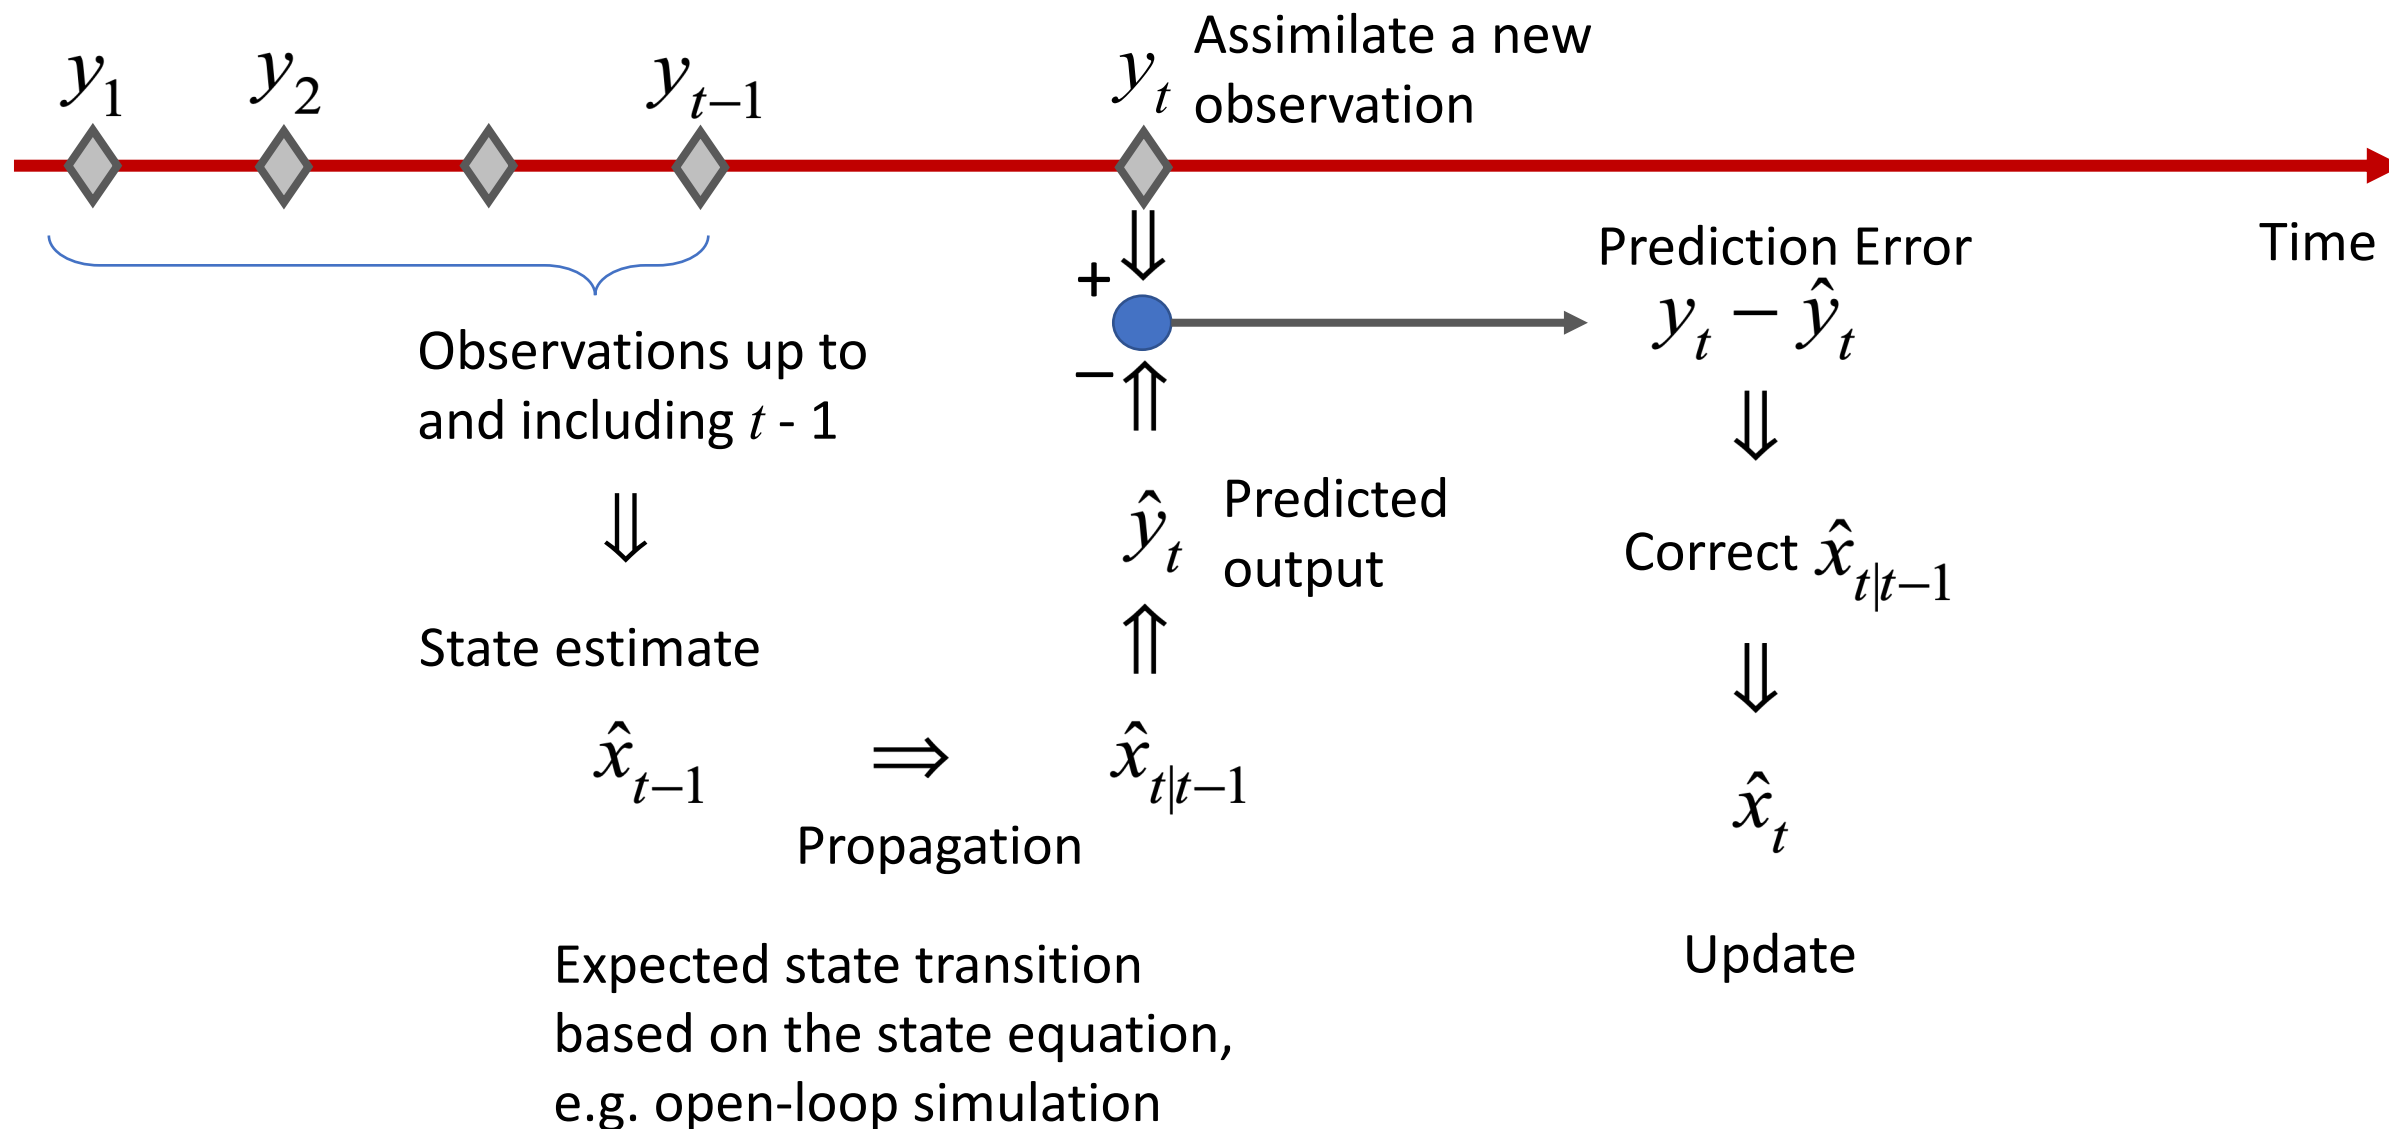 y₁ y₂ yₜ₋₁ yₜ
Assimilate a new
observation
Time
+
−
Prediction Error
yₜ − ŷₜ
Observations up to
and including t - 1
Predicted
output
ŷₜ
Correct x̂ₜ|ₜ₋₁
State estimate
x̂ₜ₋₁ ⇒ x̂ₜ|ₜ₋₁
x̂ₜ
Propagation
Update
Expected state transition
based on the state equation,
e.g. open-loop simulation